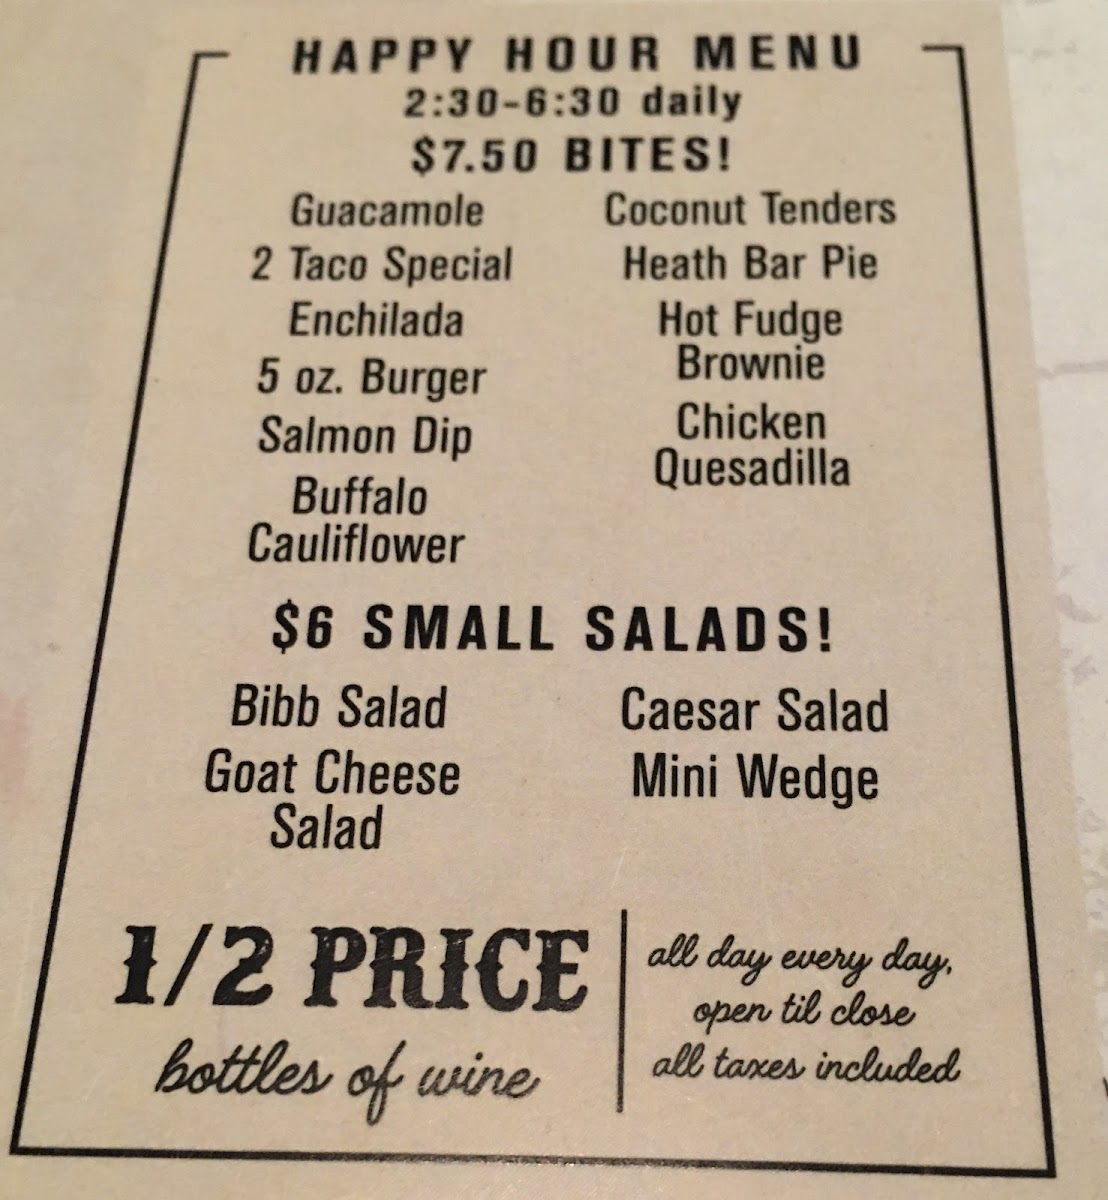 HAPPY HOUR MENU
2:30-6:30 daily
$7.50 BITES!
Guacamole
2 Taco Special
Enchilada
5 oz. Burger
Salmon Dip
Buffalo
Cauliflower
Coconut Tenders
Heath Bar Pie
Hot Fudge
Brownie
Chicken
Quesadilla
$6 SMALL SALADS!
Bibb Salad
Goat Cheese
Salad
Caesar Salad
Mini Wedge
1/2 PRICE
bottles of wine
all day every day,
open til close
all taxes included